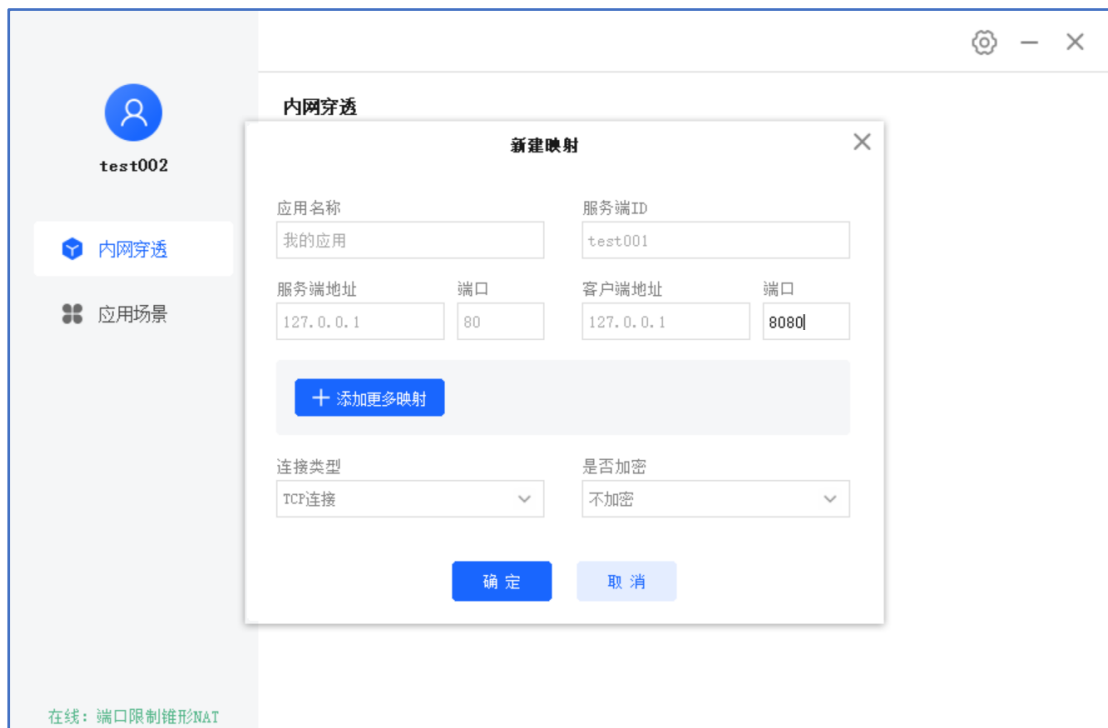 test002
内网穿透
应用场景
在线: 端口限制锥形NAT
内网穿透
新建映射
应用名称
服务端ID
我的应用
test001
服务端地址 端口 客户端地址 端口
127.0.0.1 80 127.0.0.1 8080
添加更多映射
连接类型
是否加密
TCP连接
不加密
确定 取消